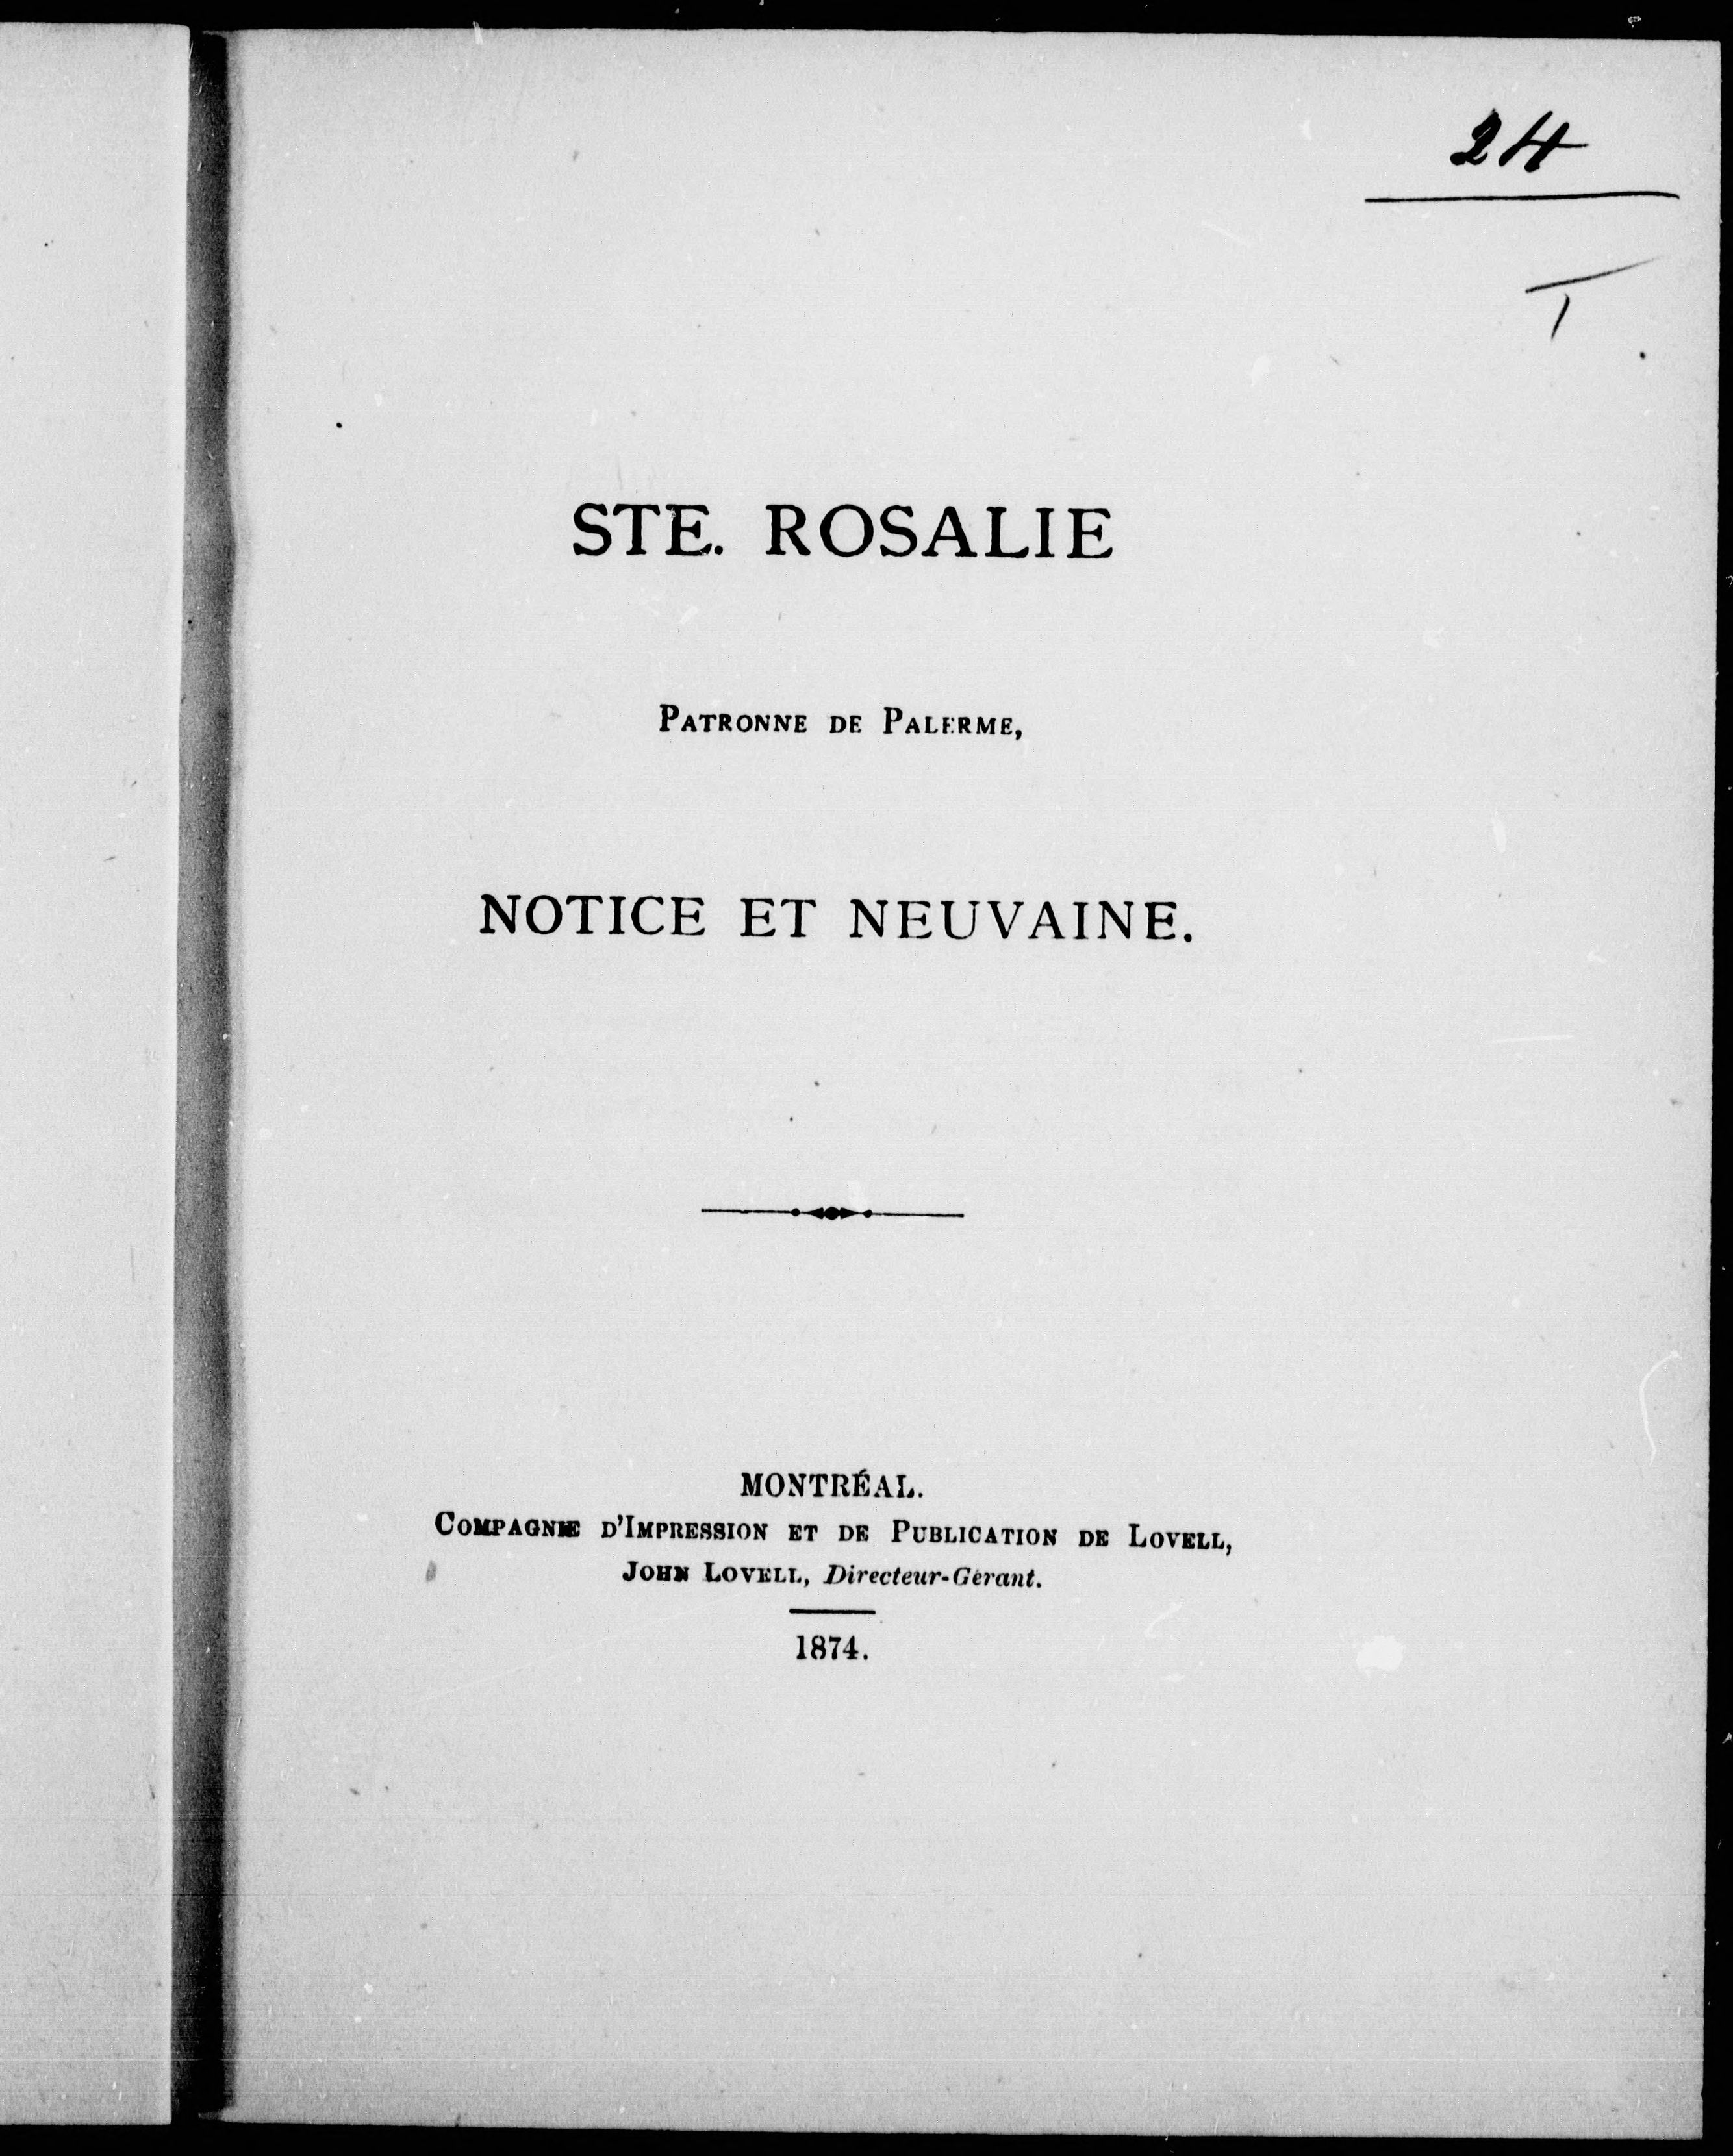 24
STE. ROSALIE
PATRONNE DE PALERME,
NOTICE ET NEUVAINE.
MONTRÉAL.
COMPAGNIE D'IMPRESSION ET DE PUBLICATION DE LOVELL,
JOHN LOVELL, Directeur-Gérant.
1874.